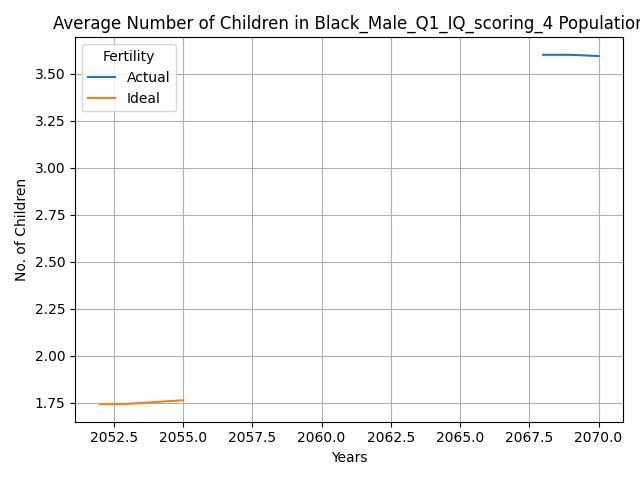 Average Number of Children in Black_Male_Q1_IQ_scoring_4 Population
Fertility
Actual
Ideal
3.50
3.25
3.00
2.75
2.50
2.25
2.00
1.75
No. of Children
2052.5 2055.0 2057.5 2060.0 2062.5 2065.0 2067.5 2070.0
Years